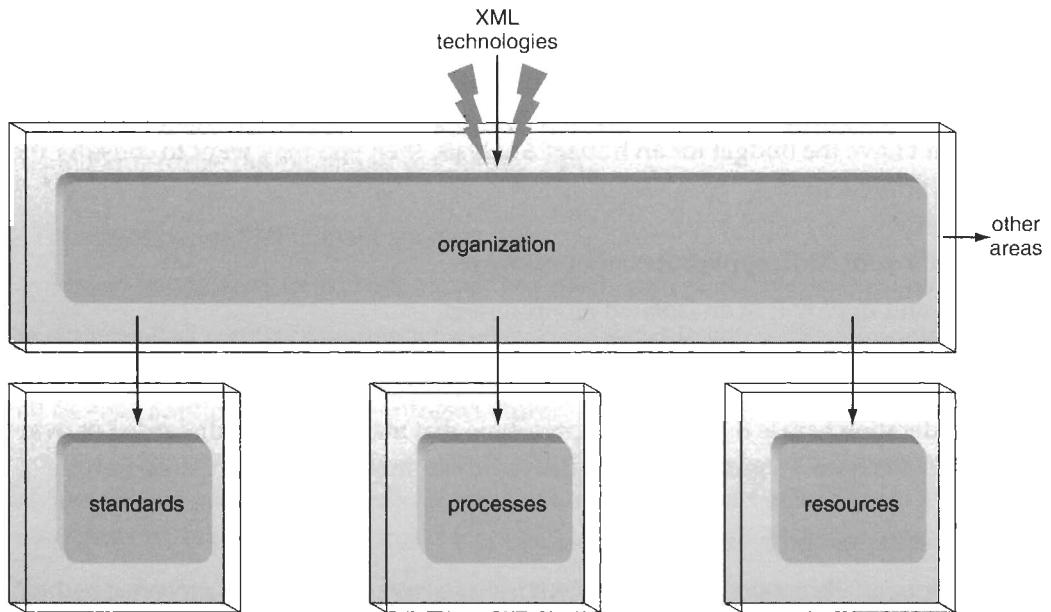 XML
technologies
organization
other
areas
standards
processes
resources